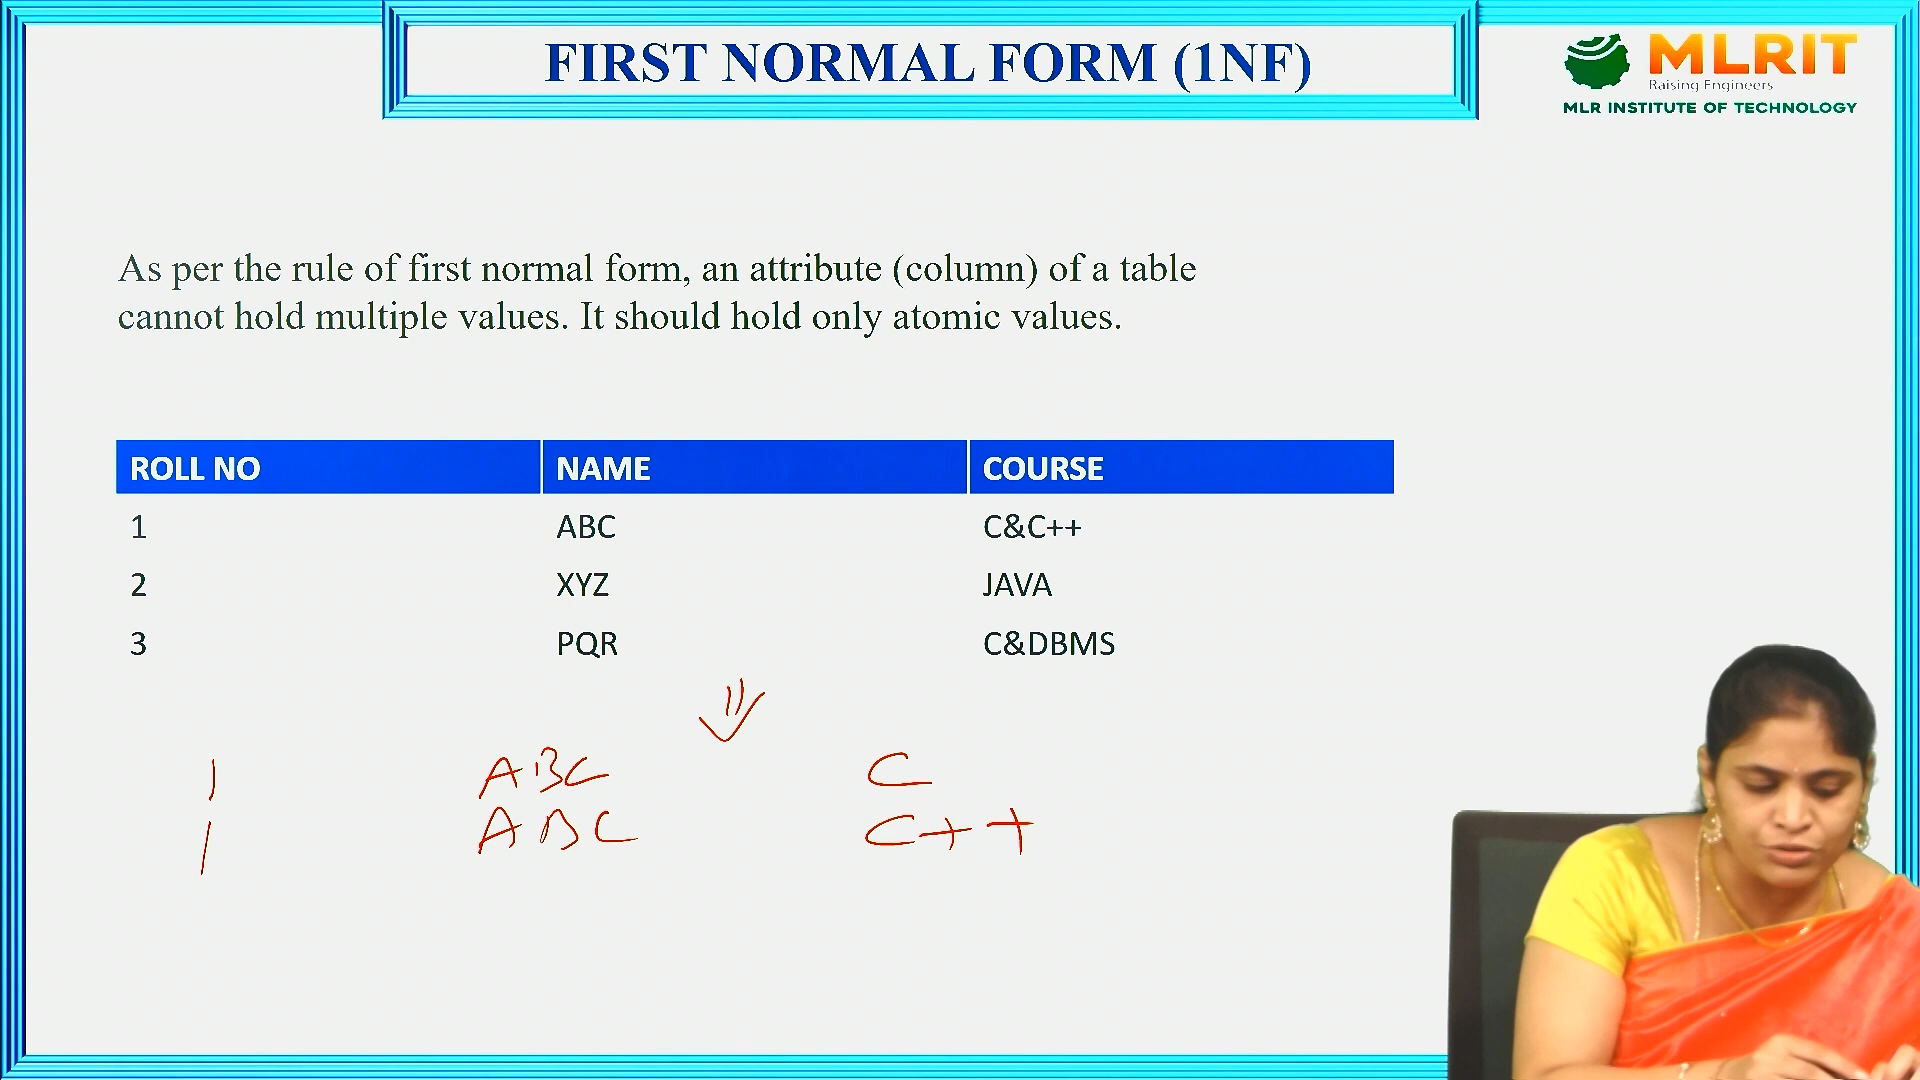 FIRST NORMAL FORM (1NF)
MLRIT
Raising Engineers
MLR INSTITUTE OF TECHNOLOGY
As per the rule of first normal form, an attribute (column) of a table
cannot hold multiple values. It should hold only atomic values.
ROLL NO NAME COURSE
1 ABC C&C++
2 XYZ JAVA
3 PQR C&DBMS
1 ABC C
1 ABC C++